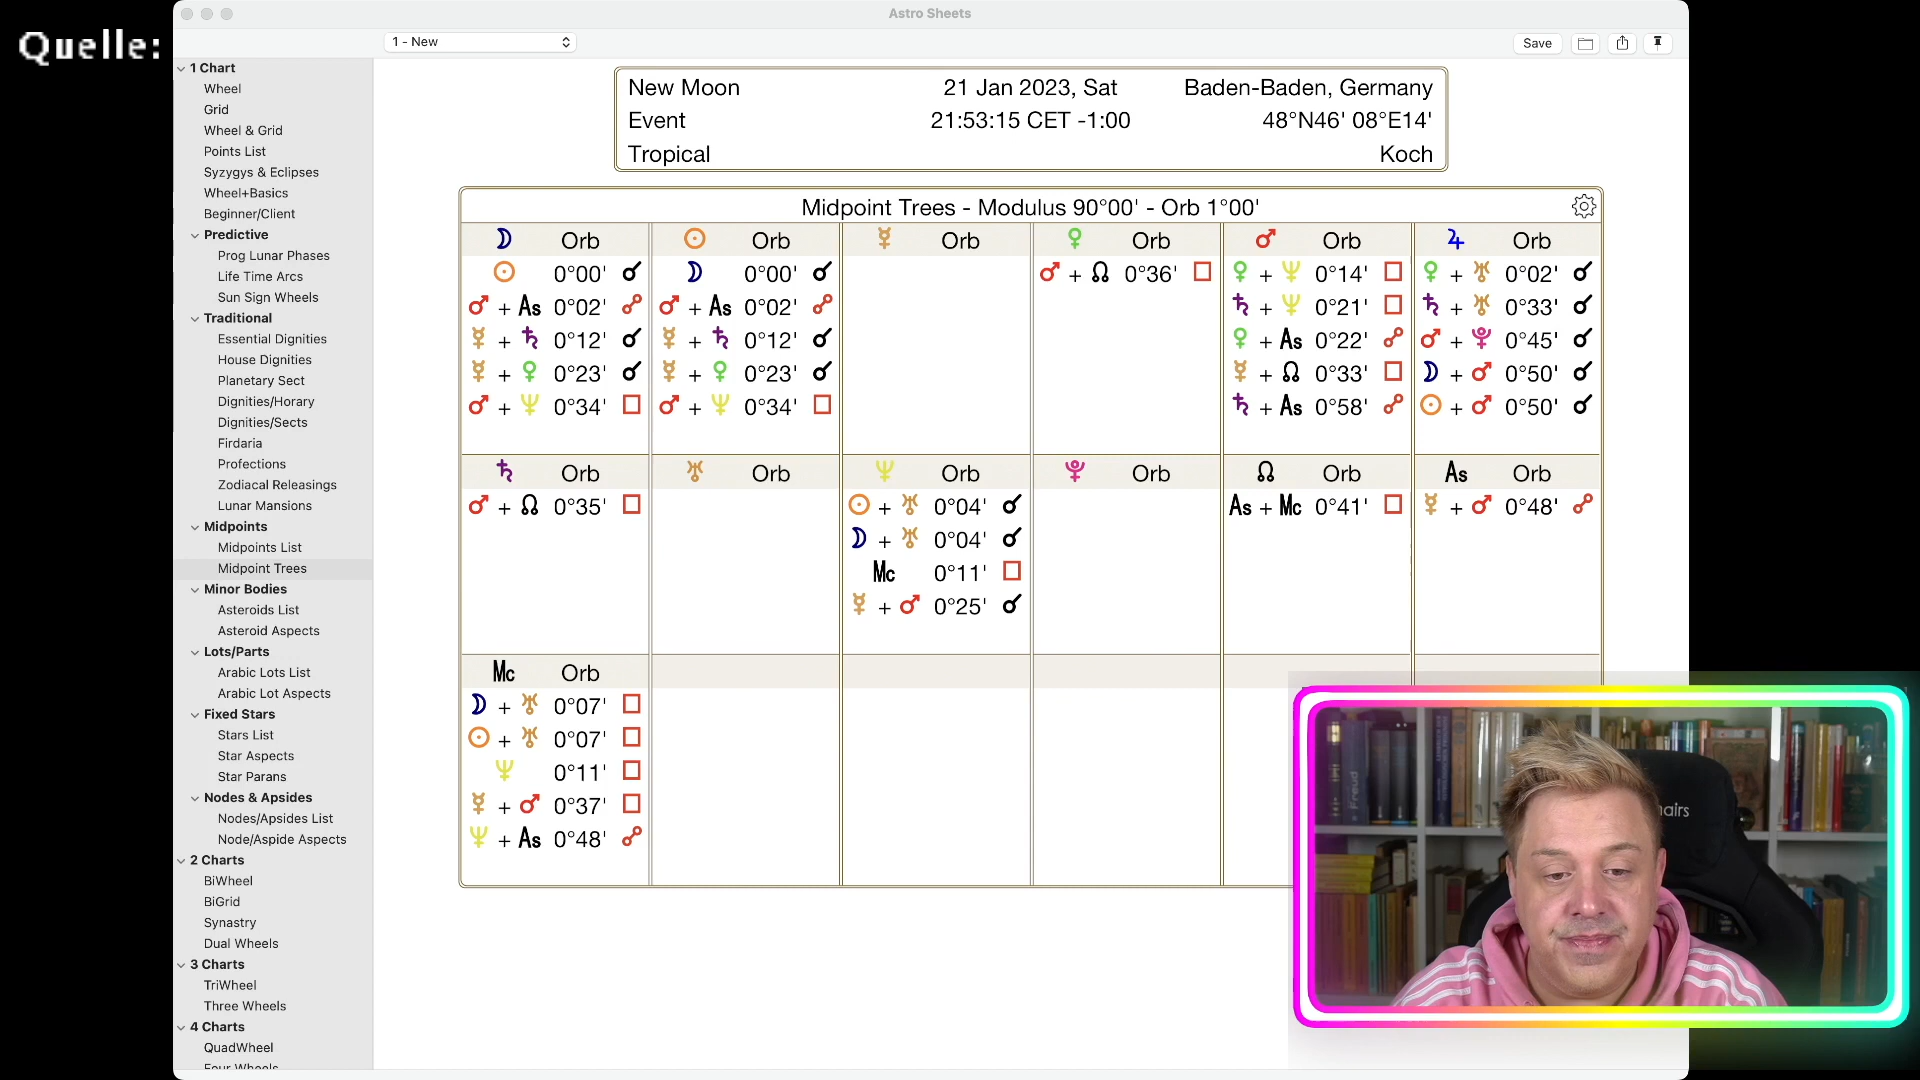 Quelle:
Astro Sheets
1 - New
Save
1 Chart
Wheel
Grid
Wheel & Grid
Points List
Syzygys & Eclipses
Wheel+Basics
Beginner/Client
Predictive
Prog Lunar Phases
Life Time Arcs
Sun Sign Wheels
Traditional
Essential Dignities
House Dignities
Planetary Sect
Dignities/Horary
Dignities/Sects
Firdaria
Profections
Zodiacal Releasings
Lunar Mansions
Midpoints
Midpoints List
Midpoint Trees
Minor Bodies
Asteroids List
Asteroid Aspects
Lots/Parts
Arabic Lots List
Arabic Lot Aspects
Fixed Stars
Stars List
Star Aspects
Star Parans
Nodes & Apsides
Nodes/Apsides List
Node/Aspide Aspects
2 Charts
BiWheel
BiGrid
Synastry
Dual Wheels
3 Charts
TriWheel
Three Wheels
4 Charts
QuadWheel
Four Wheels
New Moon 21 Jan 2023, Sat Baden-Baden, Germany
Event 21:53:15 CET -1:00 48°N46' 08°E14'
Tropical Koch
Midpoint Trees - Modulus 90°00' - Orb 1°00'
☽ Orb ☉ Orb ☿ Orb ♀ Orb ♂ Orb ♃ Orb
☉ 0°00' ☌ ☽ 0°00' ☌ ♂ + ☊ 0°36' □ ♀ + ♆ 0°14' □ ♀ + ♅ 0°02' ☌
♂ + As 0°02' ☍ ♂ + As 0°02' ☍ ♄ + ♆ 0°21' □ ♄ + ♅ 0°33' ☌
☿ + ♄ 0°12' ☌ ☿ + ♄ 0°12' ☌ ♀ + As 0°22' ☍ ♂ + ♇ 0°45' ☌
☿ + ♀ 0°23' ☌ ☿ + ♀ 0°23' ☌ ☿ + ☊ 0°33' □ ☽ + ♂ 0°50' ☌
♂ + ♆ 0°34' □ ♂ + ♆ 0°34' □ ♄ + As 0°58' ☍ ☉ + ♂ 0°50' ☌
♄ Orb ♅ Orb ♆ Orb ♇ Orb ☊ Orb As Orb
♂ + ☊ 0°35' □ ☉ + ♅ 0°04' ☌ As + Mc 0°41' □ ☿ + ♂ 0°48' ☍
☽ + ♅ 0°04' ☌
Mc 0°11' □
☿ + ♂ 0°25' ☌
Mc Orb
☽ + ♅ 0°07' □
☉ + ♅ 0°07' □
♆ 0°11' □
☿ + ♂ 0°37' □
♆ + As 0°48' ☍
Freud
hairs